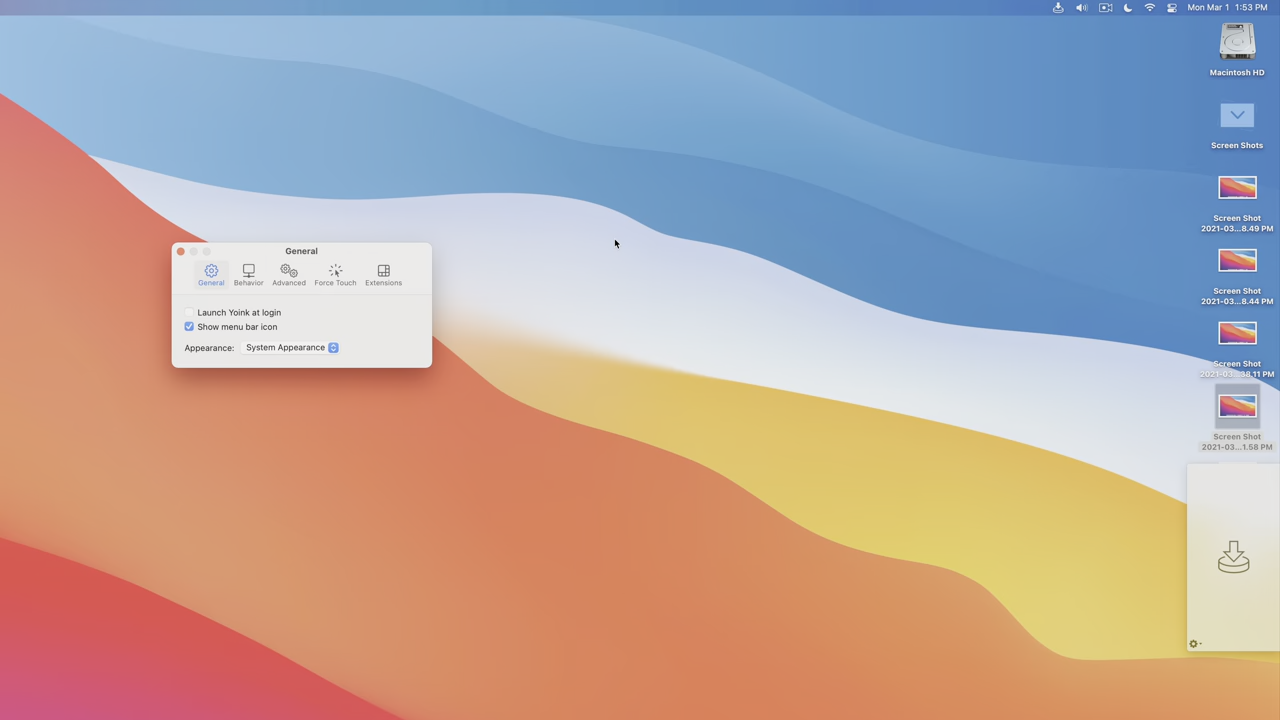 Mon Mar 1 1:53 PM
Macintosh HD
Screen Shots
Screen Shot
2021-03...8.49 PM
Screen Shot
2021-03...8.44 PM
Screen Shot
2021-03...38.11 PM
Screen Shot
2021-03...1.58 PM
General
General
Behavior
Advanced
Force Touch
Extensions
Launch Yoink at login
Show menu bar icon
Appearance:
System Appearance